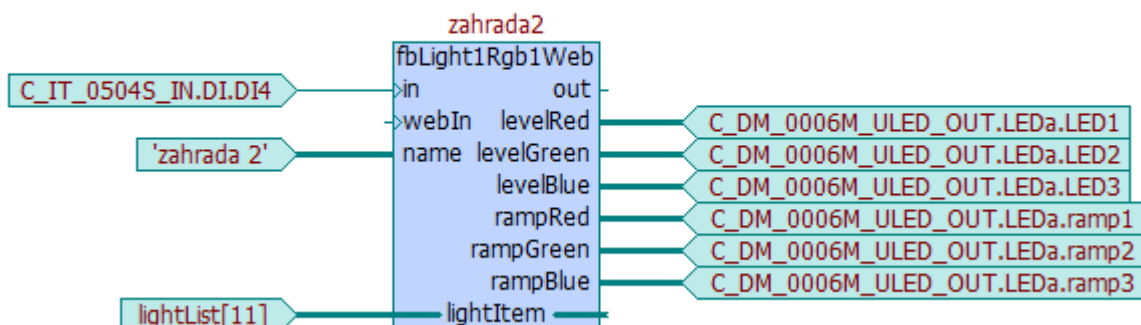 zahrada2
fbLight1Rgb1Web
C_IT_0504S_IN.DI.DI4 in out
webIn levelRed C_DM_0006M_ULED_OUT.LEDa.LED1
'zahrada 2' name levelGreen C_DM_0006M_ULED_OUT.LEDa.LED2
levelBlue C_DM_0006M_ULED_OUT.LEDa.LED3
rampRed C_DM_0006M_ULED_OUT.LEDa.ramp1
rampGreen C_DM_0006M_ULED_OUT.LEDa.ramp2
rampBlue C_DM_0006M_ULED_OUT.LEDa.ramp3
lightList[11] lightItem